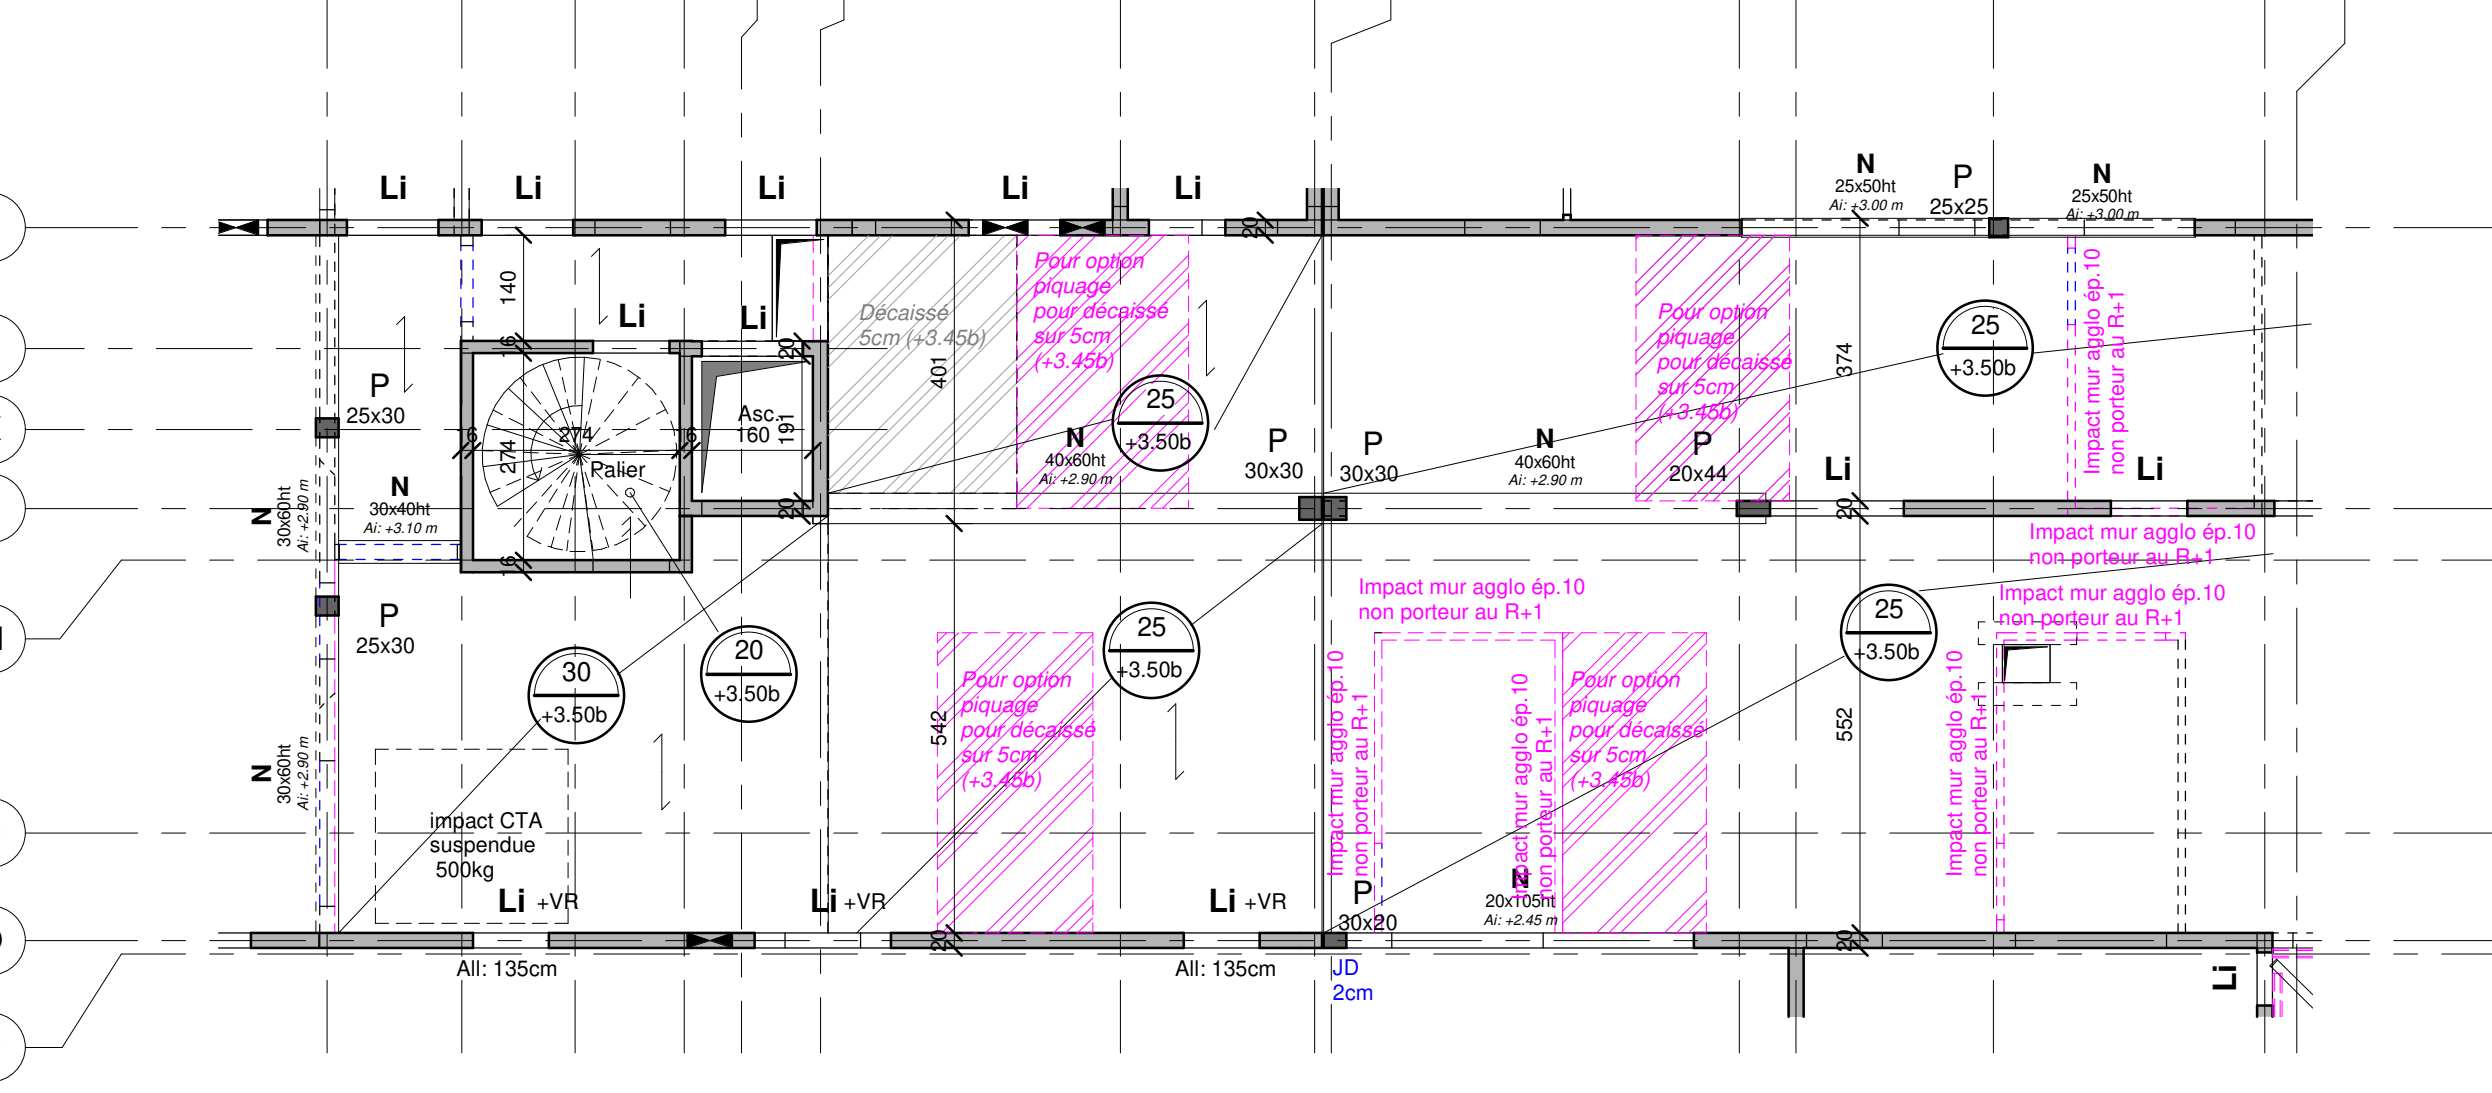 Li
Li
Li
Li
Li
N
25x50ht
Ai: +3.00 m
P
25x25
N
25x50ht
Ai: +3.00 m
20
140
Li
Li
16
20
Décaissé
5cm (+3.45b)
401
Pour option
piquage
pour décaissé
sur 5cm
(+3.45b)
25
+3.50b
Pour option
piquage
pour décaissé
sur 5cm
(+3.45b)
374
25
+3.50b
Impact mur agglo ép.10
non porteur au R+1
P
25x30
274
274
Palier
Asc.
160
191
20
16
N
40x60ht
Ai: +2.90 m
P
30x30
P
30x30
N
40x60ht
Ai: +2.90 m
P
20x44
Li
20
Li
N
30x60ht
Ai: +2.90 m
N
30x40ht
Ai: +3.10 m
Impact mur agglo ép.10
non porteur au R+1
P
25x30
Impact mur agglo ép.10
non porteur au R+1
Impact mur agglo ép.10
non porteur au R+1
30
+3.50b
20
+3.50b
25
+3.50b
25
+3.50b
N
30x60ht
Ai: +2.90 m
542
Pour option
piquage
pour décaissé
sur 5cm
(+3.45b)
Impact mur agglo ép.10
non porteur au R+1
Impact mur agglo ép.10
non porteur au R+1
Pour option
piquage
pour décaissé
sur 5cm
(+3.45b)
552
Impact mur agglo ép.10
non porteur au R+1
impact CTA
suspendue
500kg
Li +VR
Li +VR
Li +VR
P
30x20
N
20x105ht
Ai: +2.45 m
20
20
All: 135cm
All: 135cm
JD
2cm
Li